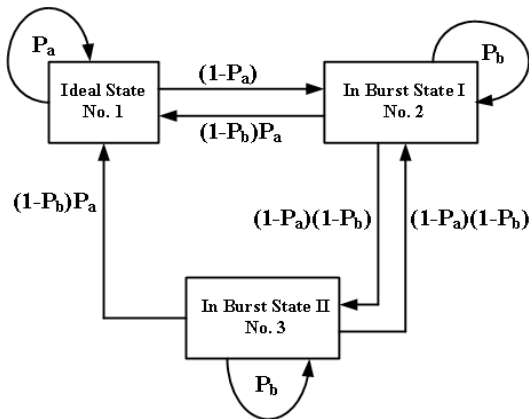 Pa
Pb
(1-Pa)
Ideal State
No. 1
In Burst State I
No. 2
(1-Pb)Pa
(1-Pb)Pa
(1-Pa)(1-Pb)
(1-Pa)(1-Pb)
In Burst State II
No. 3
Pb